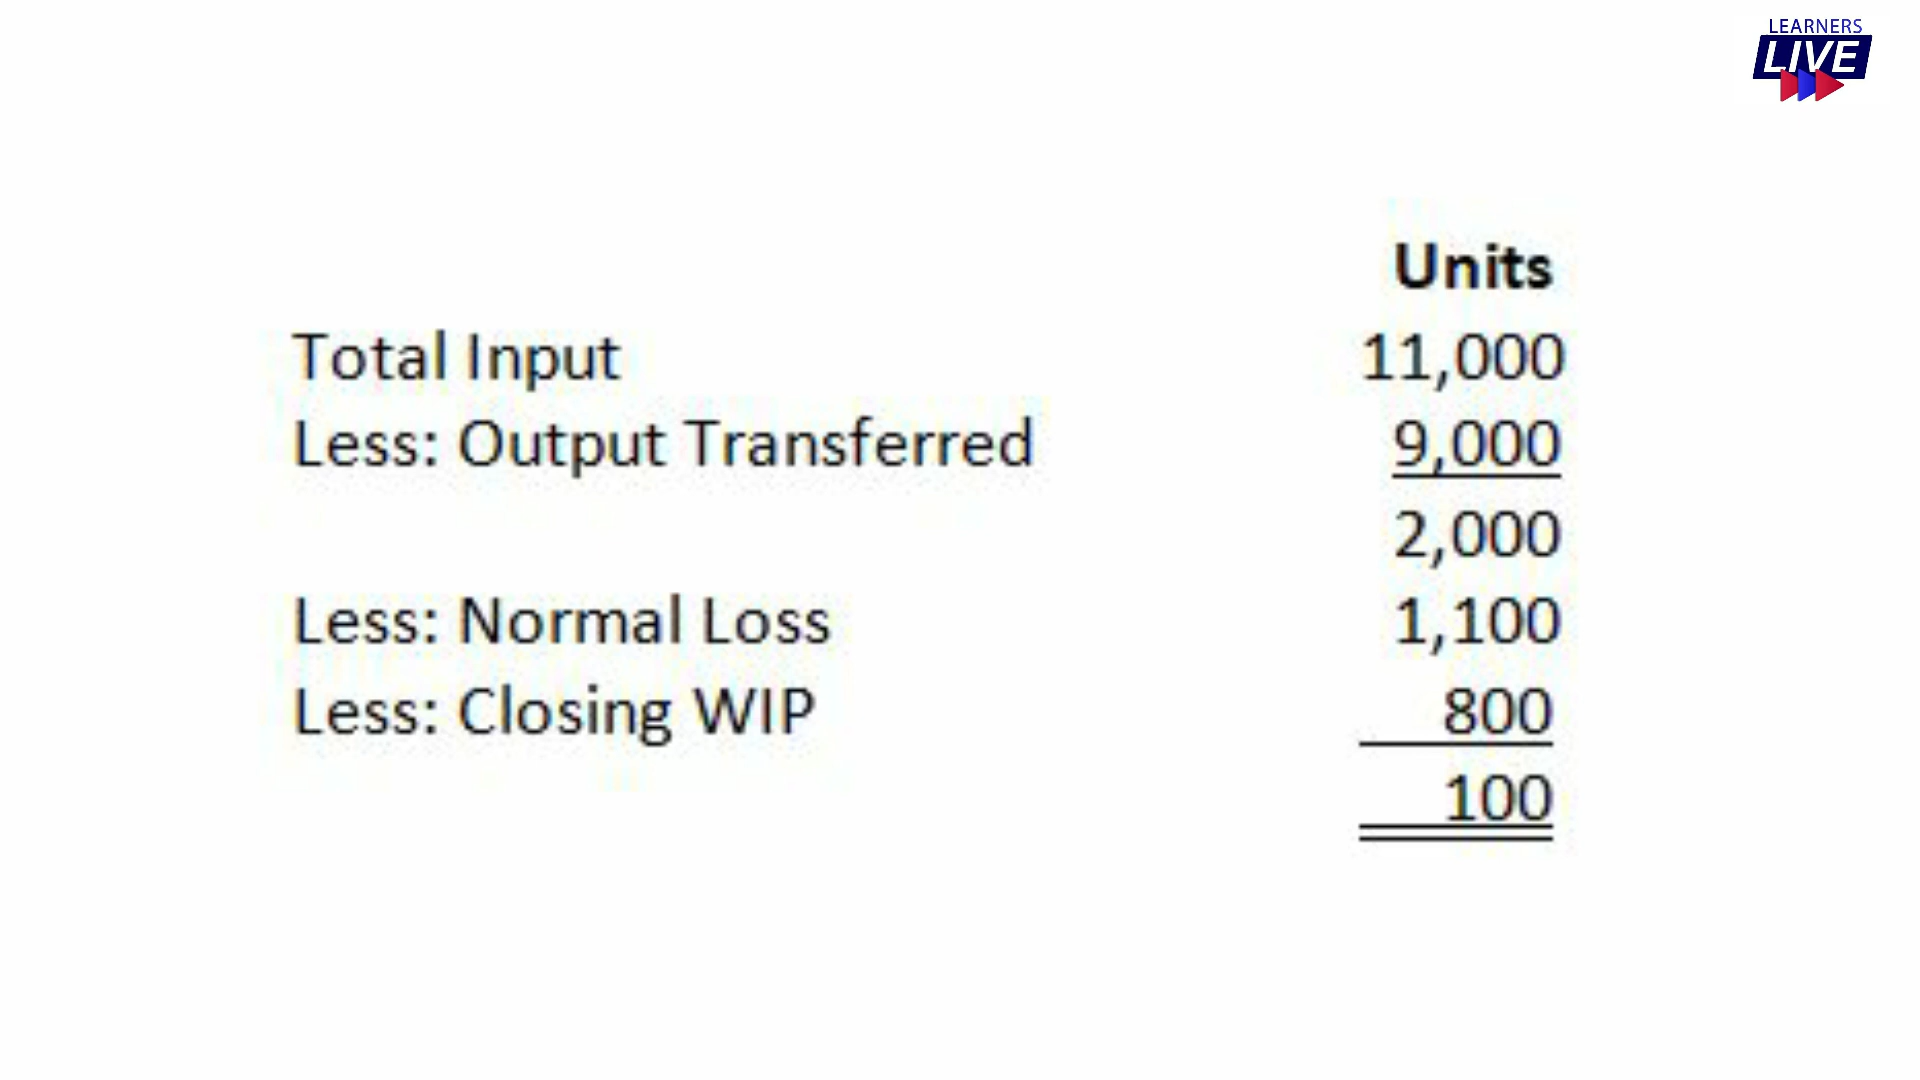 LEARNERS
LIVE
Units
Total Input 11,000
Less: Output Transferred 9,000
2,000
Less: Normal Loss 1,100
Less: Closing WIP 800
100